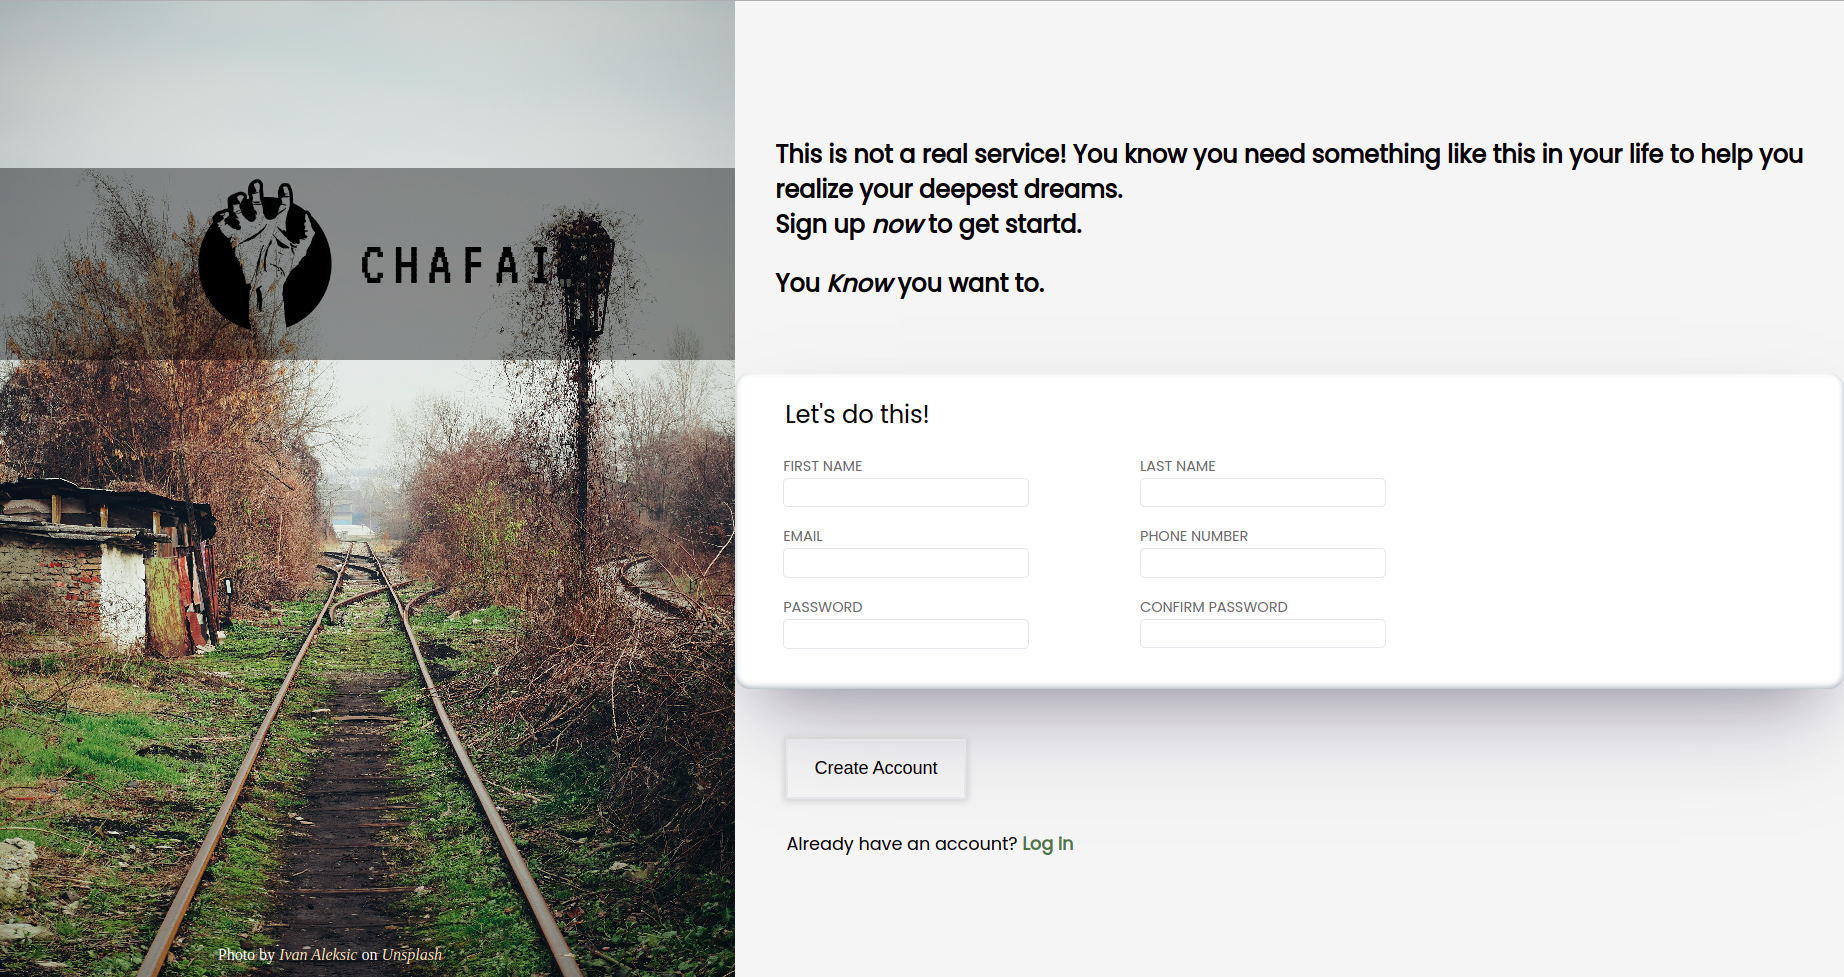 CHAFAI
This is not a real service! You know you need something like this in your life to help you
realize your deepest dreams.
Sign up now to get startd.
You Know you want to.
Let's do this!
FIRST NAME
LAST NAME
EMAIL
PHONE NUMBER
PASSWORD
CONFIRM PASSWORD
Create Account
Already have an account? Log In
Photo by Ivan Aleksic on Unsplash